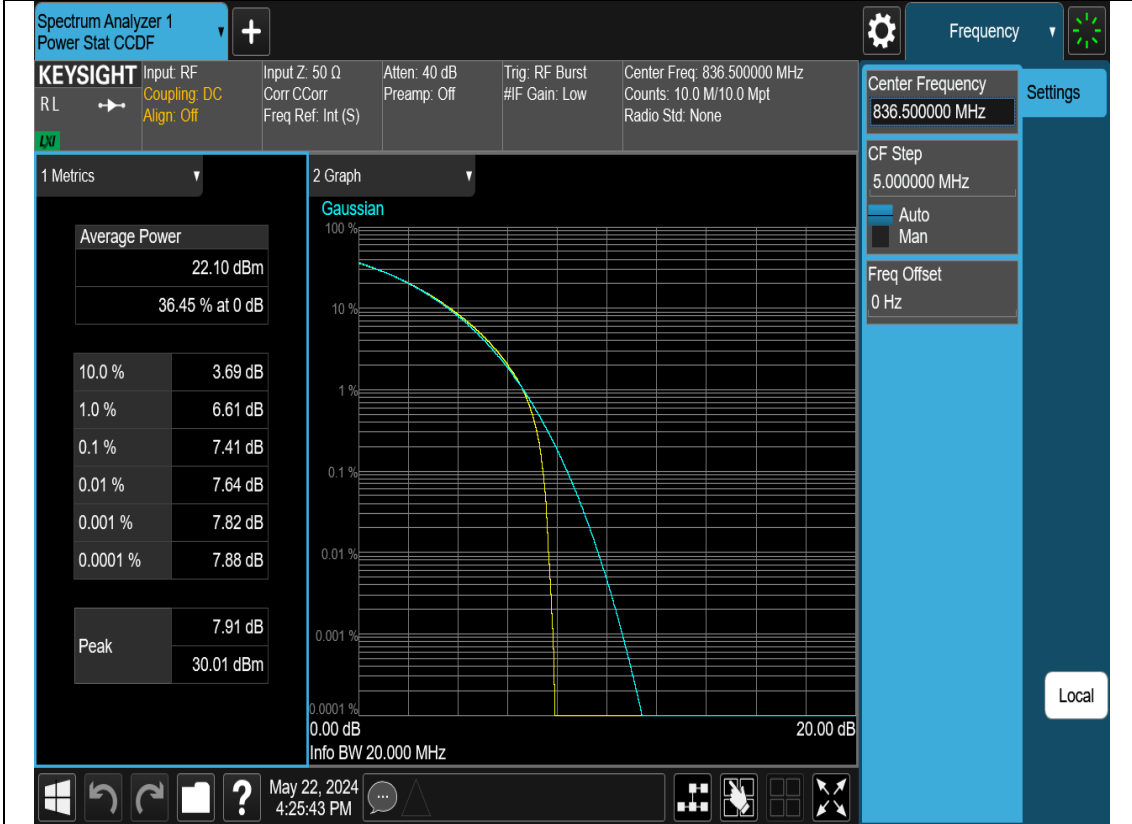 Spectrum Analyzer 1
Power Stat CCDF
+
Frequency
KEYSIGHT
RL
LXI
Input: RF
Coupling: DC
Align: Off
Input Z: 50 Ω
Corr CCorr
Freq Ref: Int (S)
Atten: 40 dB
Preamp: Off
Trig: RF Burst
#IF Gain: Low
Center Freq: 836.500000 MHz
Counts: 10.0 M/10.0 Mpt
Radio Std: None
Center Frequency
836.500000 MHz
Settings
CF Step
5.000000 MHz
Auto
Man
Freq Offset
0 Hz
1 Metrics
Average Power
22.10 dBm
36.45 % at 0 dB
10.0 % 3.69 dB
1.0 % 6.61 dB
0.1 % 7.41 dB
0.01 % 7.64 dB
0.001 % 7.82 dB
0.0001 % 7.88 dB
Peak
7.91 dB
30.01 dBm
2 Graph
Gaussian
100 %
10 %
1 %
0.1 %
0.01 %
0.001 %
0.0001 %
0.00 dB 20.00 dB
Info BW 20.000 MHz
Local
?
May 22, 2024
4:25:43 PM